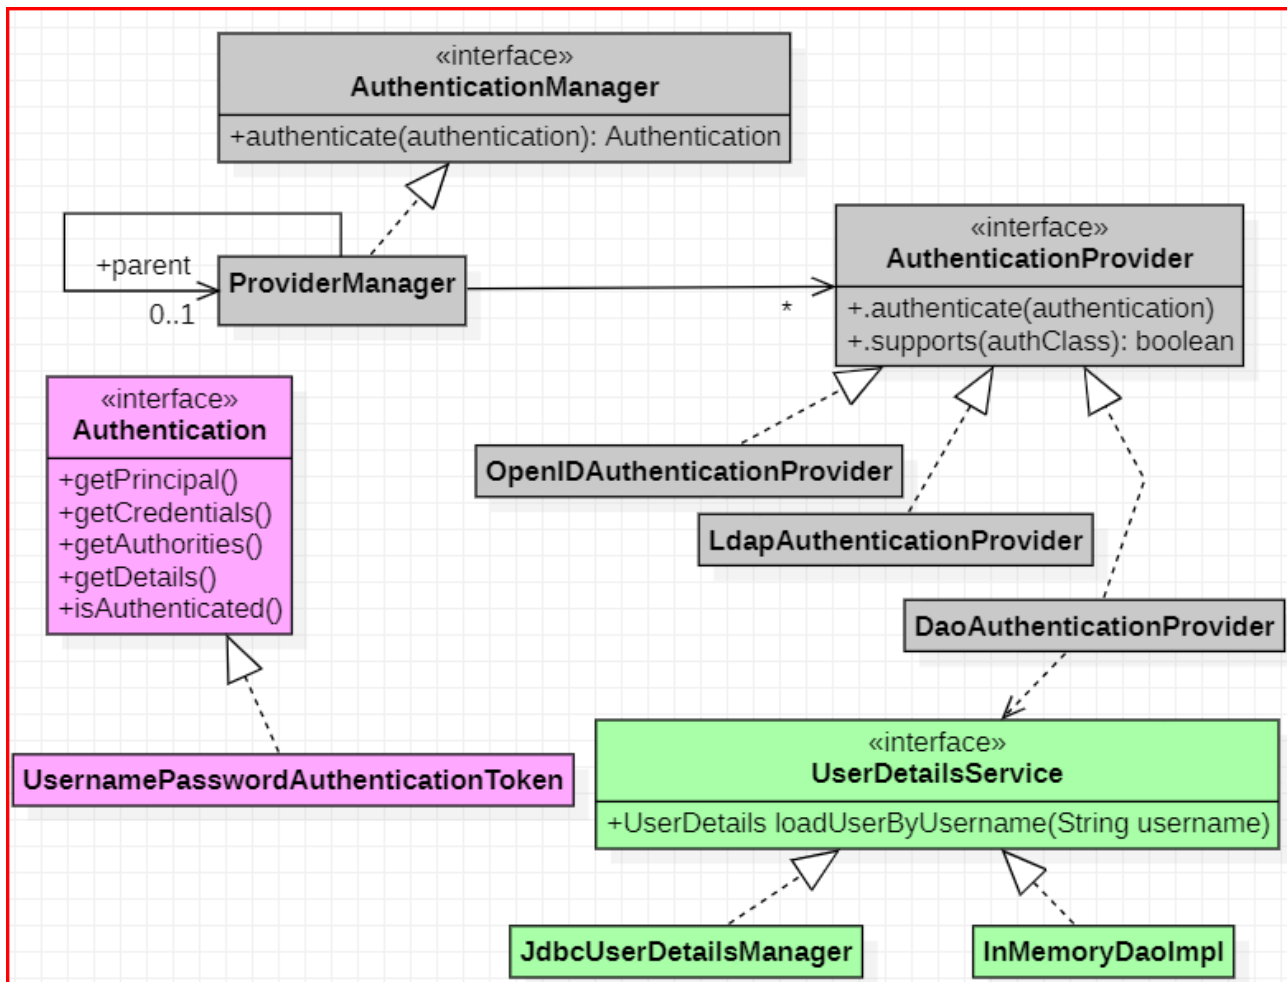 «interface»
AuthenticationManager
+authenticate(authentication): Authentication
+parent
0..1
ProviderManager
*
«interface»
AuthenticationProvider
+.authenticate(authentication)
+.supports(authClass): boolean
«interface»
Authentication
+getPrincipal()
+getCredentials()
+getAuthorities()
+getDetails()
+isAuthenticated()
OpenIDAuthenticationProvider
LdapAuthenticationProvider
DaoAuthenticationProvider
UsernamePasswordAuthenticationToken
«interface»
UserDetailsService
+UserDetails loadUserByUsername(String username)
JdbcUserDetailsManager
InMemoryDaoImpl